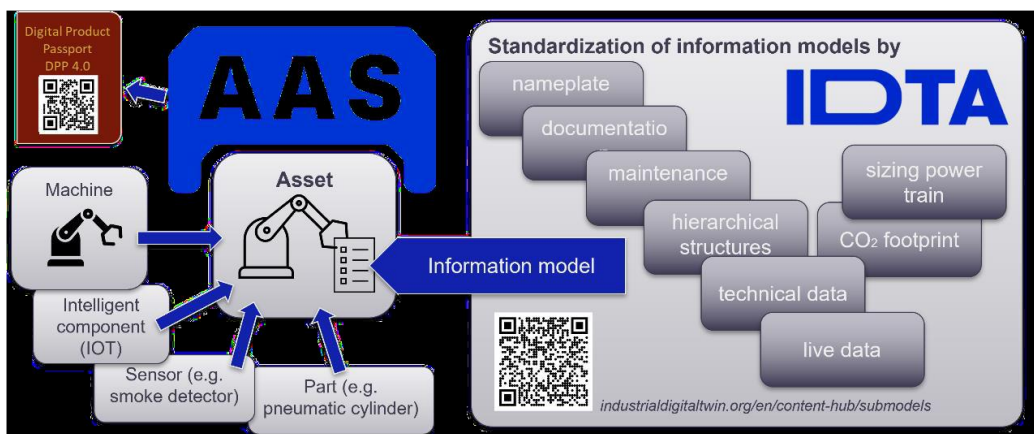 Digital Product
Passport
DPP 4.0
AAS
Standardization of information models by
IDTA
nameplate
documentatio
maintenance
hierarchical
structures
technical data
live data
sizing power
train
CO₂ footprint
Machine
Asset
Information model
Intelligent
component
(IOT)
Sensor (e.g.
smoke detector)
Part (e.g.
pneumatic cylinder)
industrialdigitaltwin.org/en/content-hub/submodels